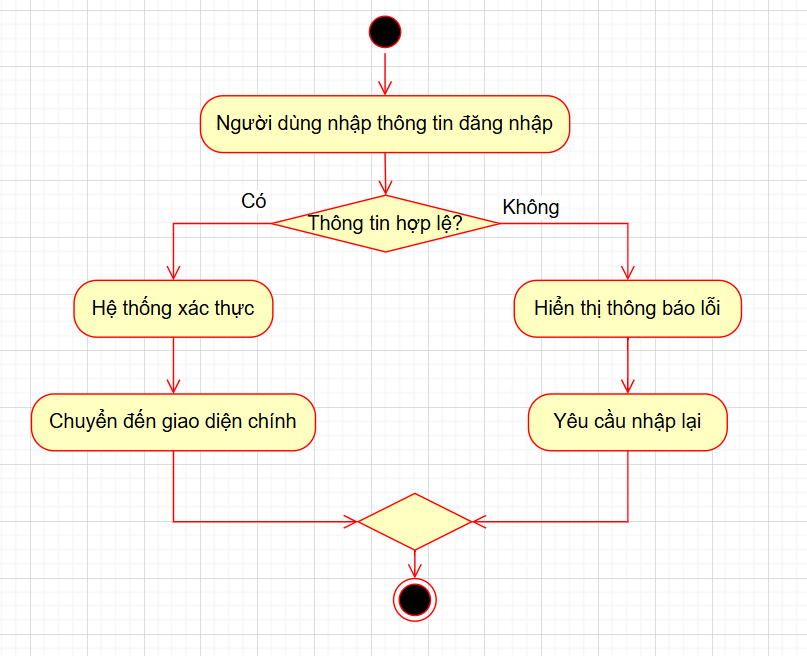 Người dùng nhập thông tin đăng nhập
Có
Không
Thông tin hợp lệ?
Hệ thống xác thực
Hiển thị thông báo lỗi
Chuyển đến giao diện chính
Yêu cầu nhập lại